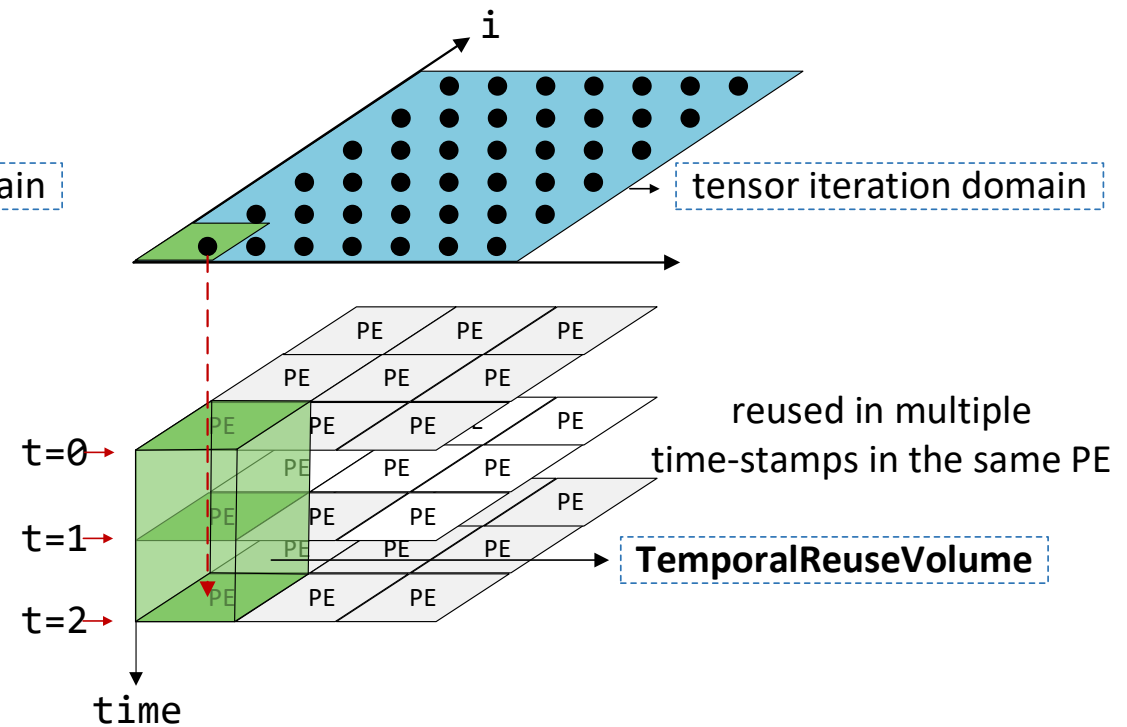 i
ain
tensor iteration domain
PE PE PE
PE PE PE
PE PE PE PE
t=0
reused in multiple
time-stamps in the same PE
PE PE PE
PE PE PE PE
t=1
PE PE PE
TemporalReuseVolume
PE PE PE
t=2
time